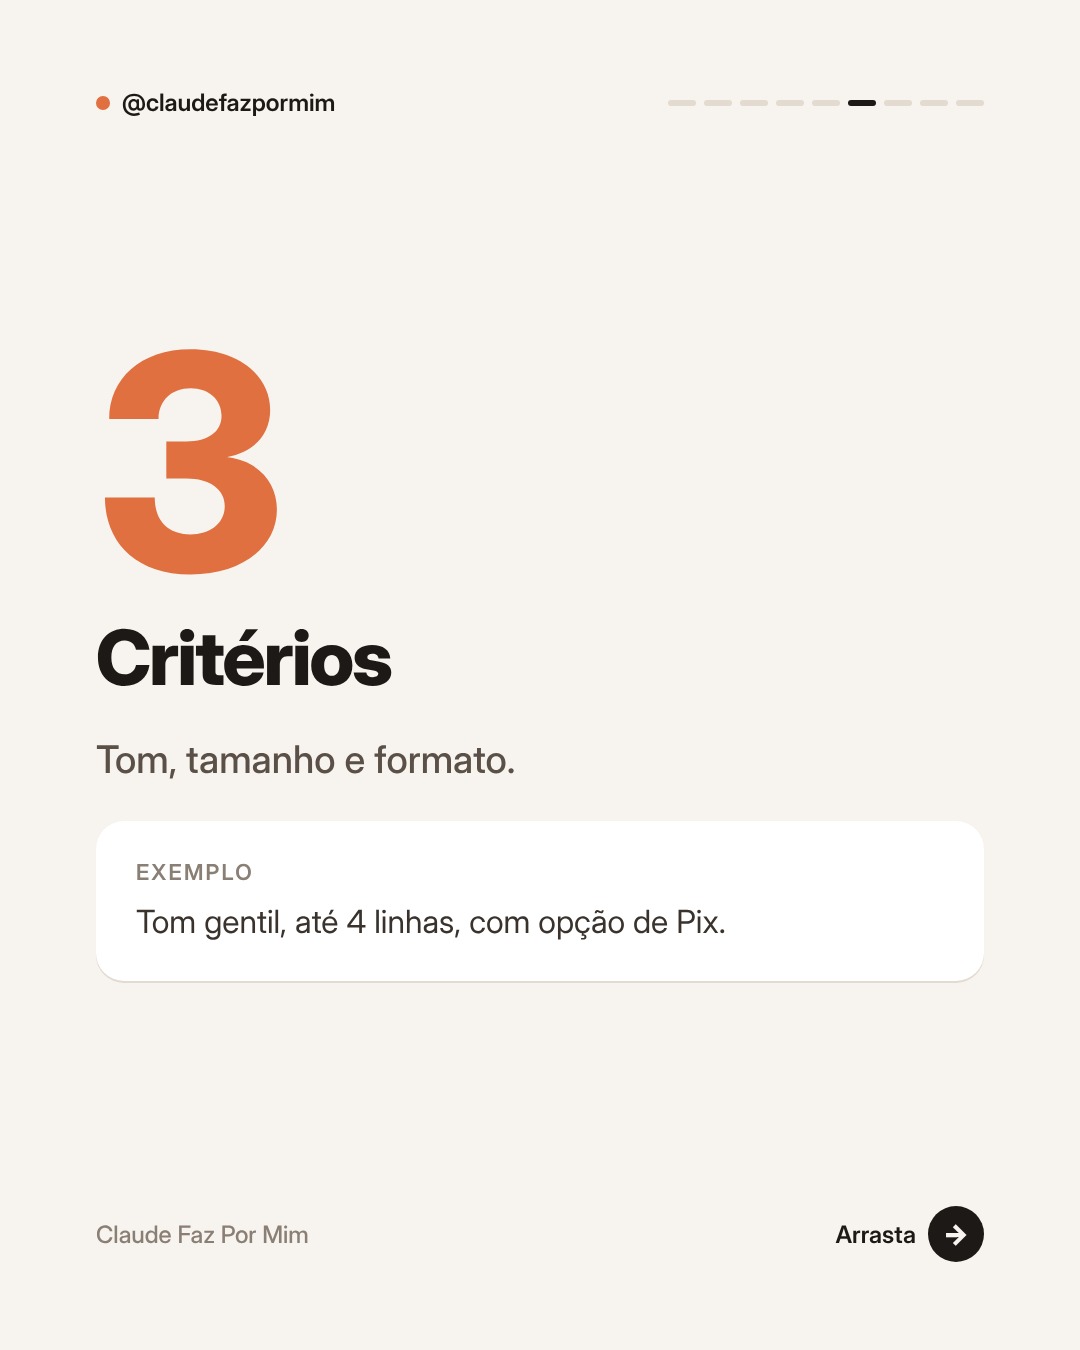 @claudefazpormim
3
Critérios
Tom, tamanho e formato.
EXEMPLO
Tom gentil, até 4 linhas, com opção de Pix.
Claude Faz Por Mim
Arrasta